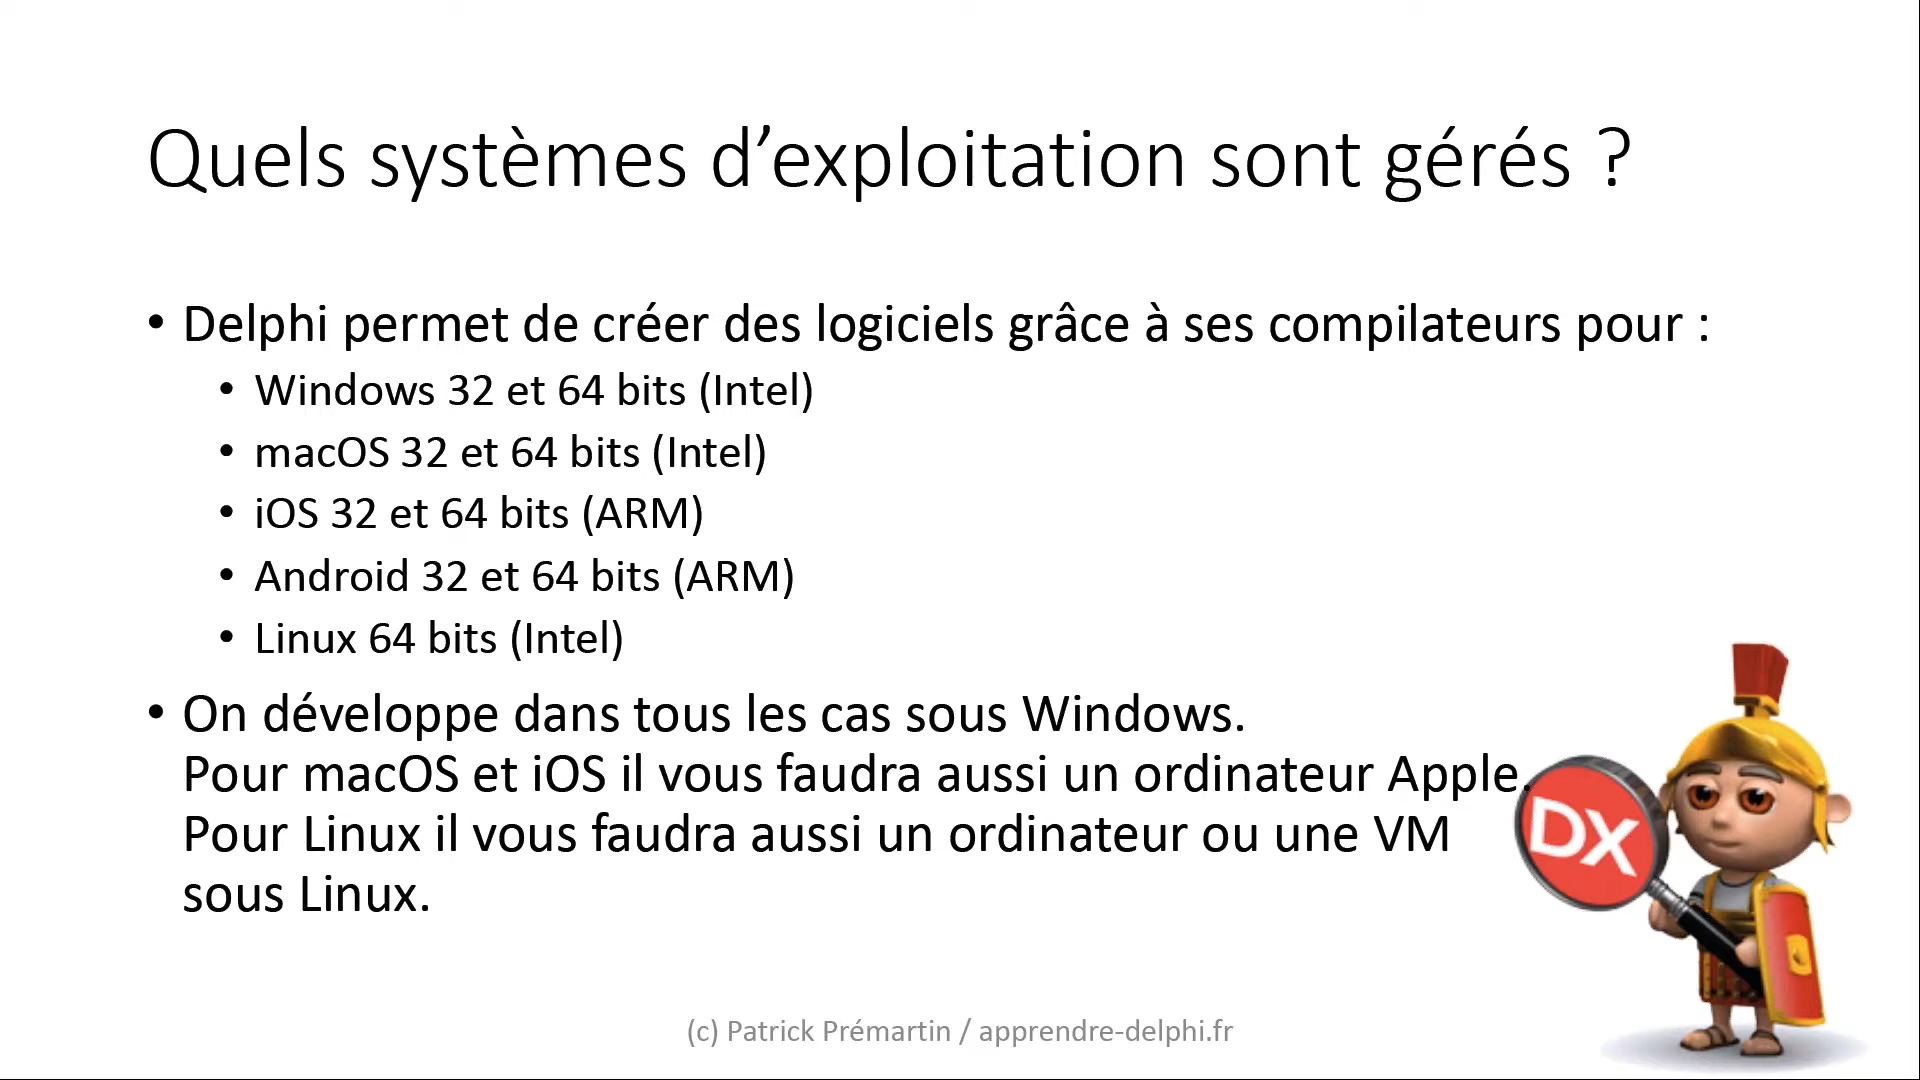 Quels systèmes d’exploitation sont gérés ?
• Delphi permet de créer des logiciels grâce à ses compilateurs pour :
• Windows 32 et 64 bits (Intel)
• macOS 32 et 64 bits (Intel)
• iOS 32 et 64 bits (ARM)
• Android 32 et 64 bits (ARM)
• Linux 64 bits (Intel)
• On développe dans tous les cas sous Windows.
Pour macOS et iOS il vous faudra aussi un ordinateur Apple.
Pour Linux il vous faudra aussi un ordinateur ou une VM
sous Linux.
DX
(c) Patrick Prémartin / apprendre-delphi.fr